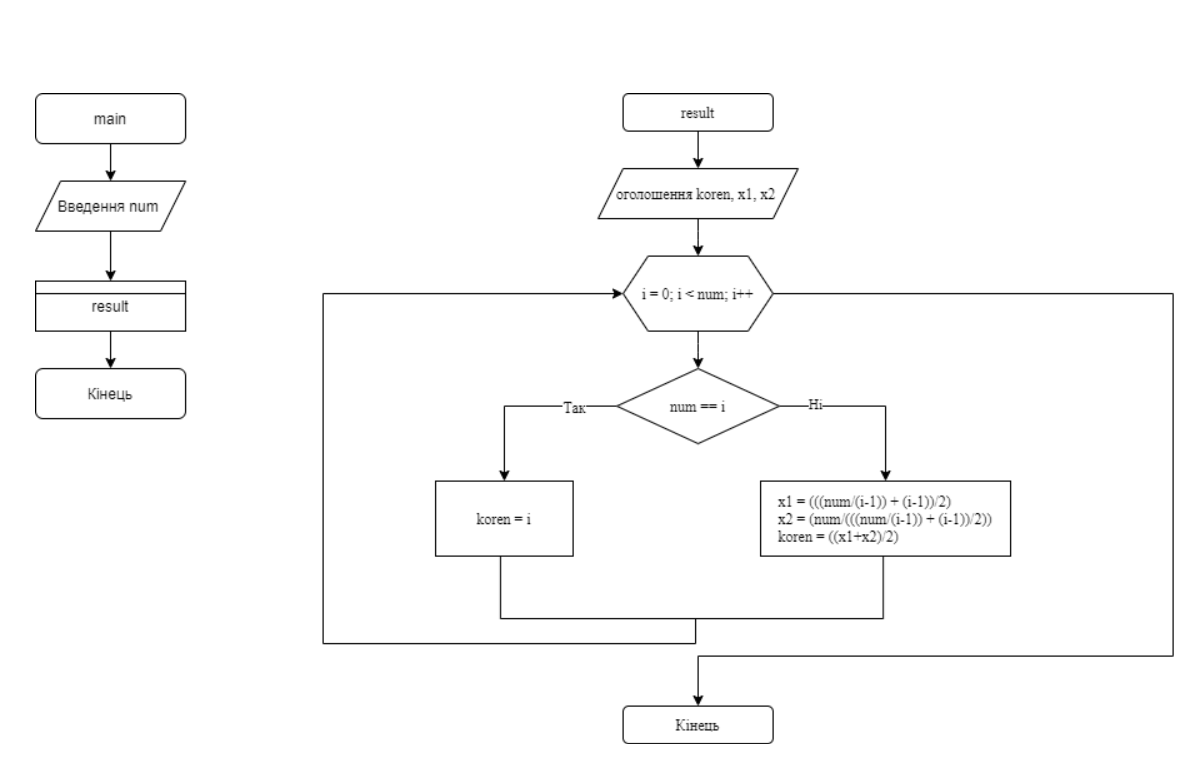 main
Введення num
result
Кінець
result
оголошення koren, x1, x2
i = 0; i < num; i++
num == i
Так
Ні
koren = i
x1 = (((num/(i-1)) + (i-1))/2)
x2 = (num/(((num/(i-1)) + (i-1))/2))
koren = ((x1+x2)/2)
Кінець